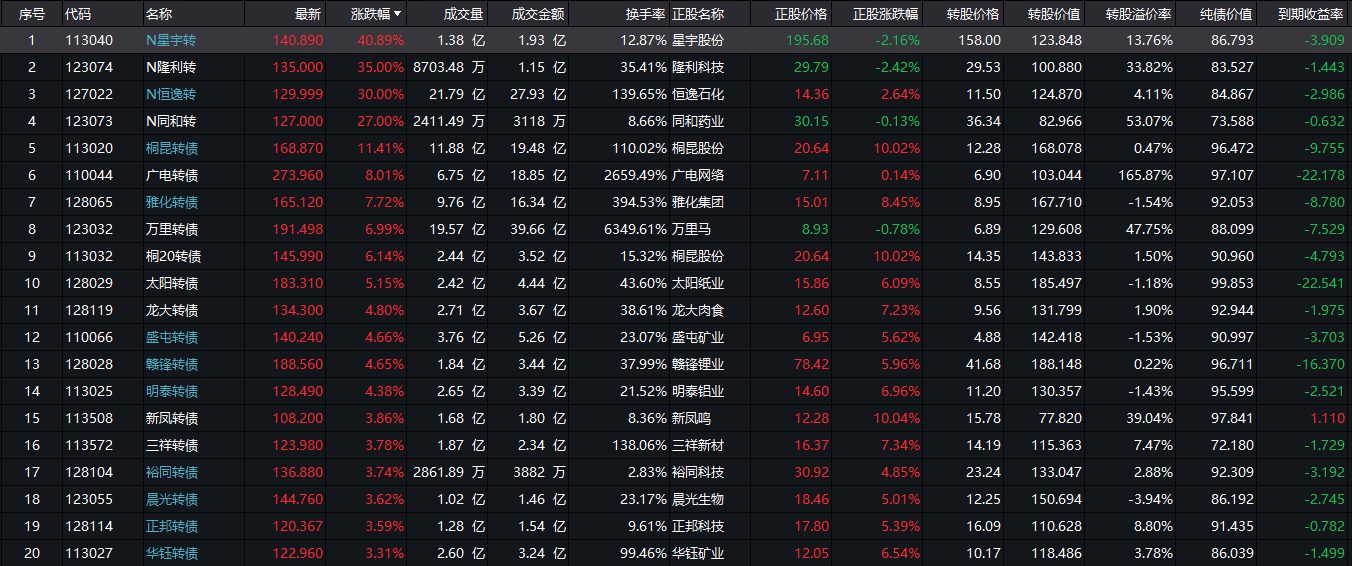 序号 代码 名称 最新 涨跌幅▼ 成交量 成交金额 换手率 正股名称 正股价格 正股涨跌幅 转股价格 转股价值 转股溢价率 纯债价值 到期收益率
1 113040 N星宇转 140.890 40.89% 1.38 亿 1.93 亿 12.87% 星宇股份 195.68 -2.16% 158.00 123.848 13.76% 86.793 -3.909
2 123074 N隆利转 135.000 35.00% 8703.48 万 1.15 亿 35.41% 隆利科技 29.79 -2.42% 29.53 100.880 33.82% 83.527 -1.443
3 127022 N恒逸转 129.999 30.00% 21.79 亿 27.93 亿 139.65% 恒逸石化 14.36 2.64% 11.50 124.870 4.11% 84.867 -2.986
4 123073 N同和转 127.000 27.00% 2411.49 万 3118 万 8.66% 同和药业 30.15 -0.13% 36.34 82.966 53.07% 73.588 -0.632
5 113020 桐昆转债 168.870 11.41% 11.88 亿 19.48 亿 110.02% 桐昆股份 20.64 10.02% 12.28 168.078 0.47% 96.472 -9.755
6 110044 广电转债 273.960 8.01% 6.75 亿 18.85 亿 2659.49% 广电网络 7.11 0.14% 6.90 103.044 165.87% 97.107 -22.178
7 128065 雅化转债 165.120 7.72% 9.76 亿 16.34 亿 394.53% 雅化集团 15.01 8.45% 8.95 167.710 -1.54% 92.053 -8.780
8 123032 万里转债 191.498 6.99% 19.57 亿 39.66 亿 6349.61% 万里马 8.93 -0.78% 6.89 129.608 47.75% 88.099 -7.529
9 113032 桐20转债 145.990 6.14% 2.44 亿 3.52 亿 15.32% 桐昆股份 20.64 10.02% 14.35 143.833 1.50% 90.960 -4.793
10 128029 太阳转债 183.310 5.15% 2.42 亿 4.44 亿 43.60% 太阳纸业 15.86 6.09% 8.55 185.497 -1.18% 99.853 -22.541
11 128119 龙大转债 134.300 4.80% 2.71 亿 3.67 亿 38.61% 龙大肉食 12.60 7.23% 9.56 131.799 1.90% 92.944 -1.975
12 110066 盛屯转债 140.240 4.66% 3.76 亿 5.26 亿 23.07% 盛屯矿业 6.95 5.62% 4.88 142.418 -1.53% 90.997 -3.703
13 128028 赣锋转债 188.560 4.65% 1.84 亿 3.44 亿 37.99% 赣锋锂业 78.42 5.96% 41.68 188.148 0.22% 96.711 -16.370
14 113025 明泰转债 128.490 4.38% 2.65 亿 3.39 亿 21.52% 明泰铝业 14.60 6.96% 11.20 130.357 -1.43% 95.599 -2.521
15 113508 新凤转债 108.200 3.86% 1.68 亿 1.80 亿 8.36% 新凤鸣 12.28 10.04% 15.78 77.820 39.04% 97.841 1.110
16 113572 三祥转债 123.980 3.78% 1.87 亿 2.34 亿 138.06% 三祥新材 16.37 7.34% 14.19 115.363 7.47% 72.180 -1.729
17 128104 裕同转债 136.880 3.74% 2861.89 万 3882 万 2.83% 裕同科技 30.92 4.85% 23.24 133.047 2.88% 92.309 -3.192
18 123055 晨光转债 144.760 3.62% 1.02 亿 1.46 亿 23.17% 晨光生物 18.46 5.01% 12.25 150.694 -3.94% 86.192 -2.745
19 128114 正邦转债 120.367 3.59% 1.28 亿 1.54 亿 9.61% 正邦科技 17.80 5.39% 16.09 110.628 8.80% 91.435 -0.782
20 113027 华钰转债 122.960 3.31% 2.60 亿 3.24 亿 99.46% 华钰矿业 12.05 6.54% 10.17 118.486 3.78% 86.039 -1.499